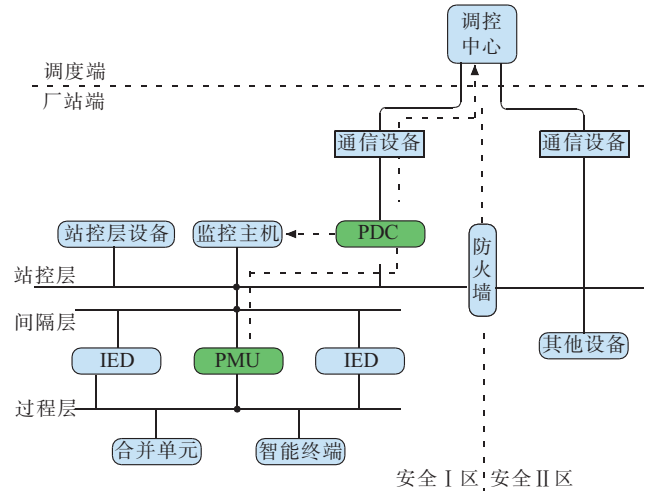 调控
中心
调度端
厂站端
通信设备
通信设备
站控层设备
监控主机
PDC
防
火
墙
站控层
间隔层
IED
PMU
IED
其他设备
过程层
合并单元
智能终端
安全Ⅰ区
安全Ⅱ区